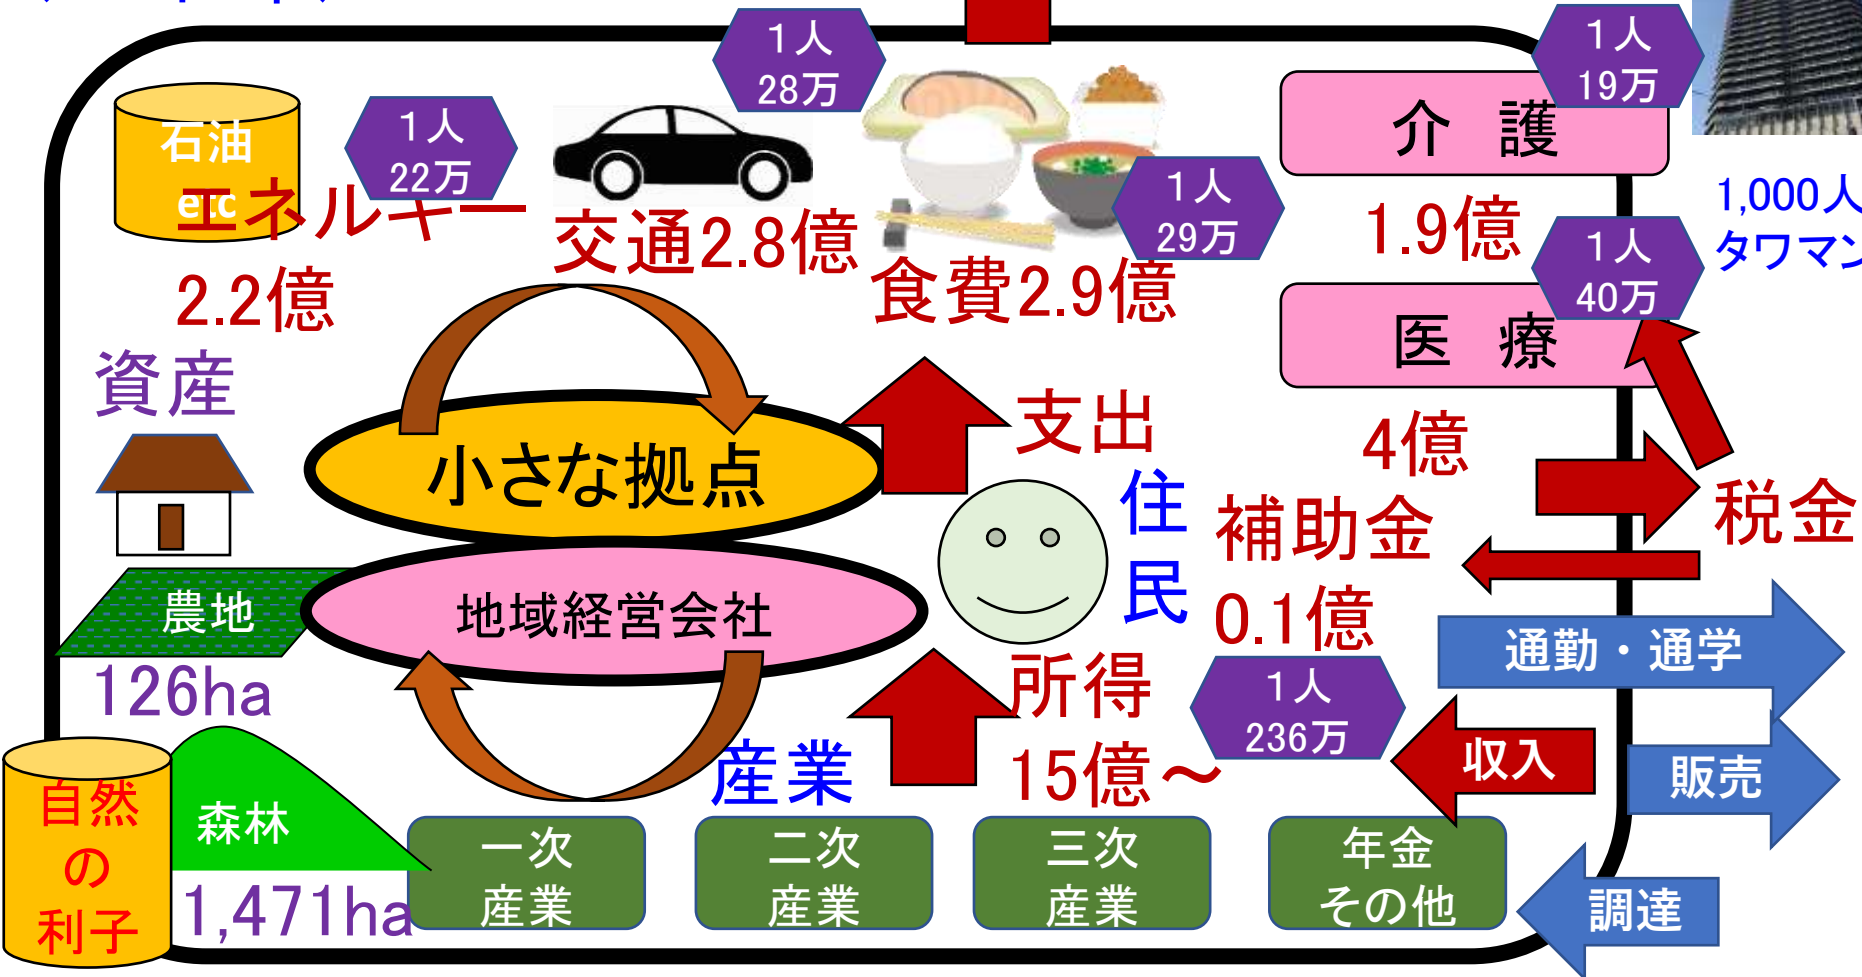 1人
28万
1人
19万
石油
etc
1人
22万
介 護
エネルギー
2.2億
交通2.8億
1人
29万
食費2.9億
1.9億
1人
40万
1,000人
タワマン
医 療
4億
資産
小さな拠点
支出
住
民
補助金
0.1億
税金
農地
126ha
地域経営会社
通勤・通学
所得
15億～
1人
236万
収入
販売
産業
自然
の
利子
森林
1,471ha
一次
産業
二次
産業
三次
産業
年金
その他
調達